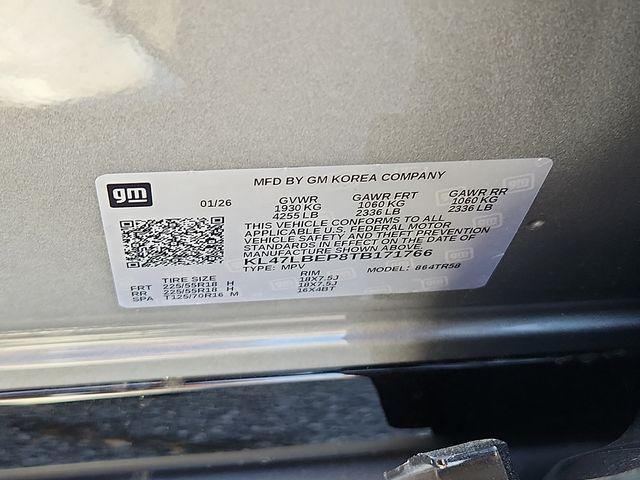 gm
MFD BY GM KOREA COMPANY
01/26 GVWR GAWR FRT GAWR RR
1930 KG 1060 KG 1060 KG
4255 LB 2336 LB 2336 LB
THIS VEHICLE CONFORMS TO ALL
APPLICABLE U.S. FEDERAL MOTOR
VEHICLE SAFETY AND THEFT PREVENTION
STANDARDS IN EFFECT ON THE DATE OF
MANUFACTURE SHOWN ABOVE.
KL47LBEP8TB171766
TYPE: MPV MODEL: 864TR58
TIRE SIZE RIM
FRT 225/55R18 H 18X7.5J
RR 225/55R18 H 18X7.5J
SPA T125/70R16 M 16X4BT